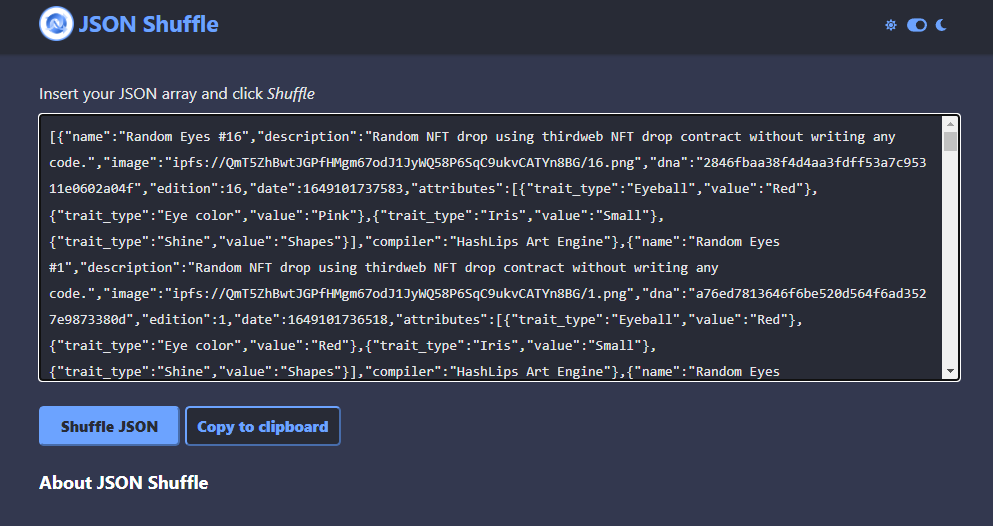 JSON Shuffle
Insert your JSON array and click Shuffle
[{"name":"Random Eyes #16","description":"Random NFT drop using thirdweb NFT drop contract without writing any
code.","image":"ipfs://QmT5ZhBwtJGPfHMgm67odJ1JyWQ58P6SqC9ukvCATYn8BG/16.png","dna":"2846fbaa38f4d4aa3fdff53a7c953
11e0602a04f","edition":16,"date":1649101737583,"attributes":[{"trait_type":"Eyeball","value":"Red"},
{"trait_type":"Eye color","value":"Pink"},{"trait_type":"Iris","value":"Small"},
{"trait_type":"Shine","value":"Shapes"}],"compiler":"HashLips Art Engine"},{"name":"Random Eyes
#1","description":"Random NFT drop using thirdweb NFT drop contract without writing any
code.","image":"ipfs://QmT5ZhBwtJGPfHMgm67odJ1JyWQ58P6SqC9ukvCATYn8BG/1.png","dna":"a76ed7813646f6be520d564f6ad352
7e9873380d","edition":1,"date":1649101736518,"attributes":[{"trait_type":"Eyeball","value":"Red"},
{"trait_type":"Eye color","value":"Red"},{"trait_type":"Iris","value":"Small"},
{"trait_type":"Shine","value":"Shapes"}],"compiler":"HashLips Art Engine"},{"name":"Random Eyes
Shuffle JSON
Copy to clipboard
About JSON Shuffle